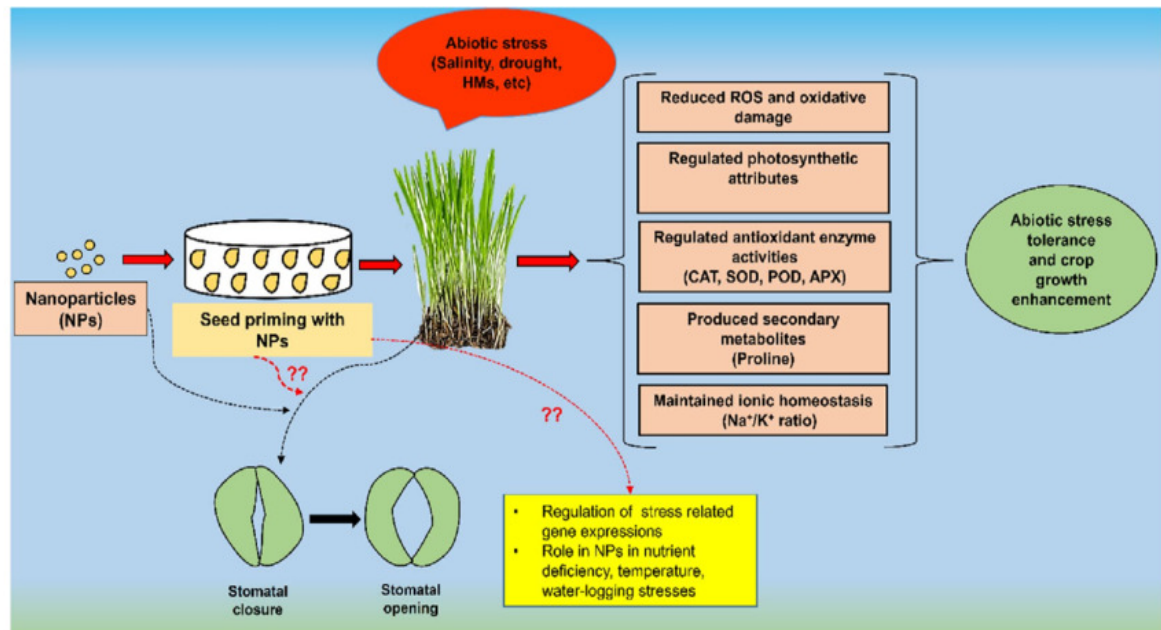 Abiotic stress
(Salinity, drought,
HMs, etc)
Nanoparticles
(NPs)
Seed priming with
NPs
??
??
Reduced ROS and oxidative
damage
Regulated photosynthetic
attributes
Regulated antioxidant enzyme
activities
(CAT, SOD, POD, APX)
Produced secondary
metabolites
(Proline)
Maintained ionic homeostasis
(Na⁺/K⁺ ratio)
Abiotic stress
tolerance
and crop
growth
enhancement
Stomatal
closure
Stomatal
opening
• Regulation of stress related
gene expressions
• Role in NPs in nutrient
deficiency, temperature,
water-logging stresses